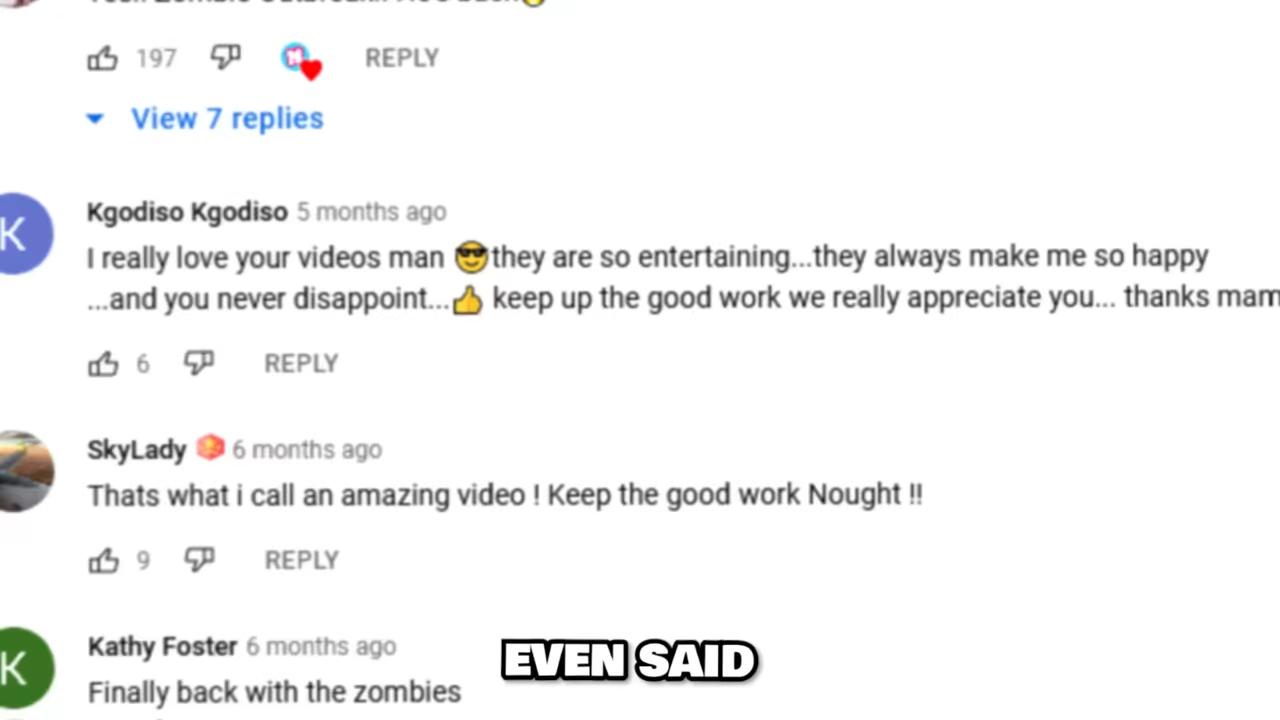 197 REPLY
View 7 replies
K
Kgodiso Kgodiso 5 months ago
I really love your videos man 😎they are so entertaining...they always make me so happy
...and you never disappoint...👍 keep up the good work we really appreciate you... thanks mam
6 REPLY
SkyLady 6 months ago
Thats what i call an amazing video ! Keep the good work Nought !!
9 REPLY
K
Kathy Foster 6 months ago
EVEN SAID
Finally back with the zombies